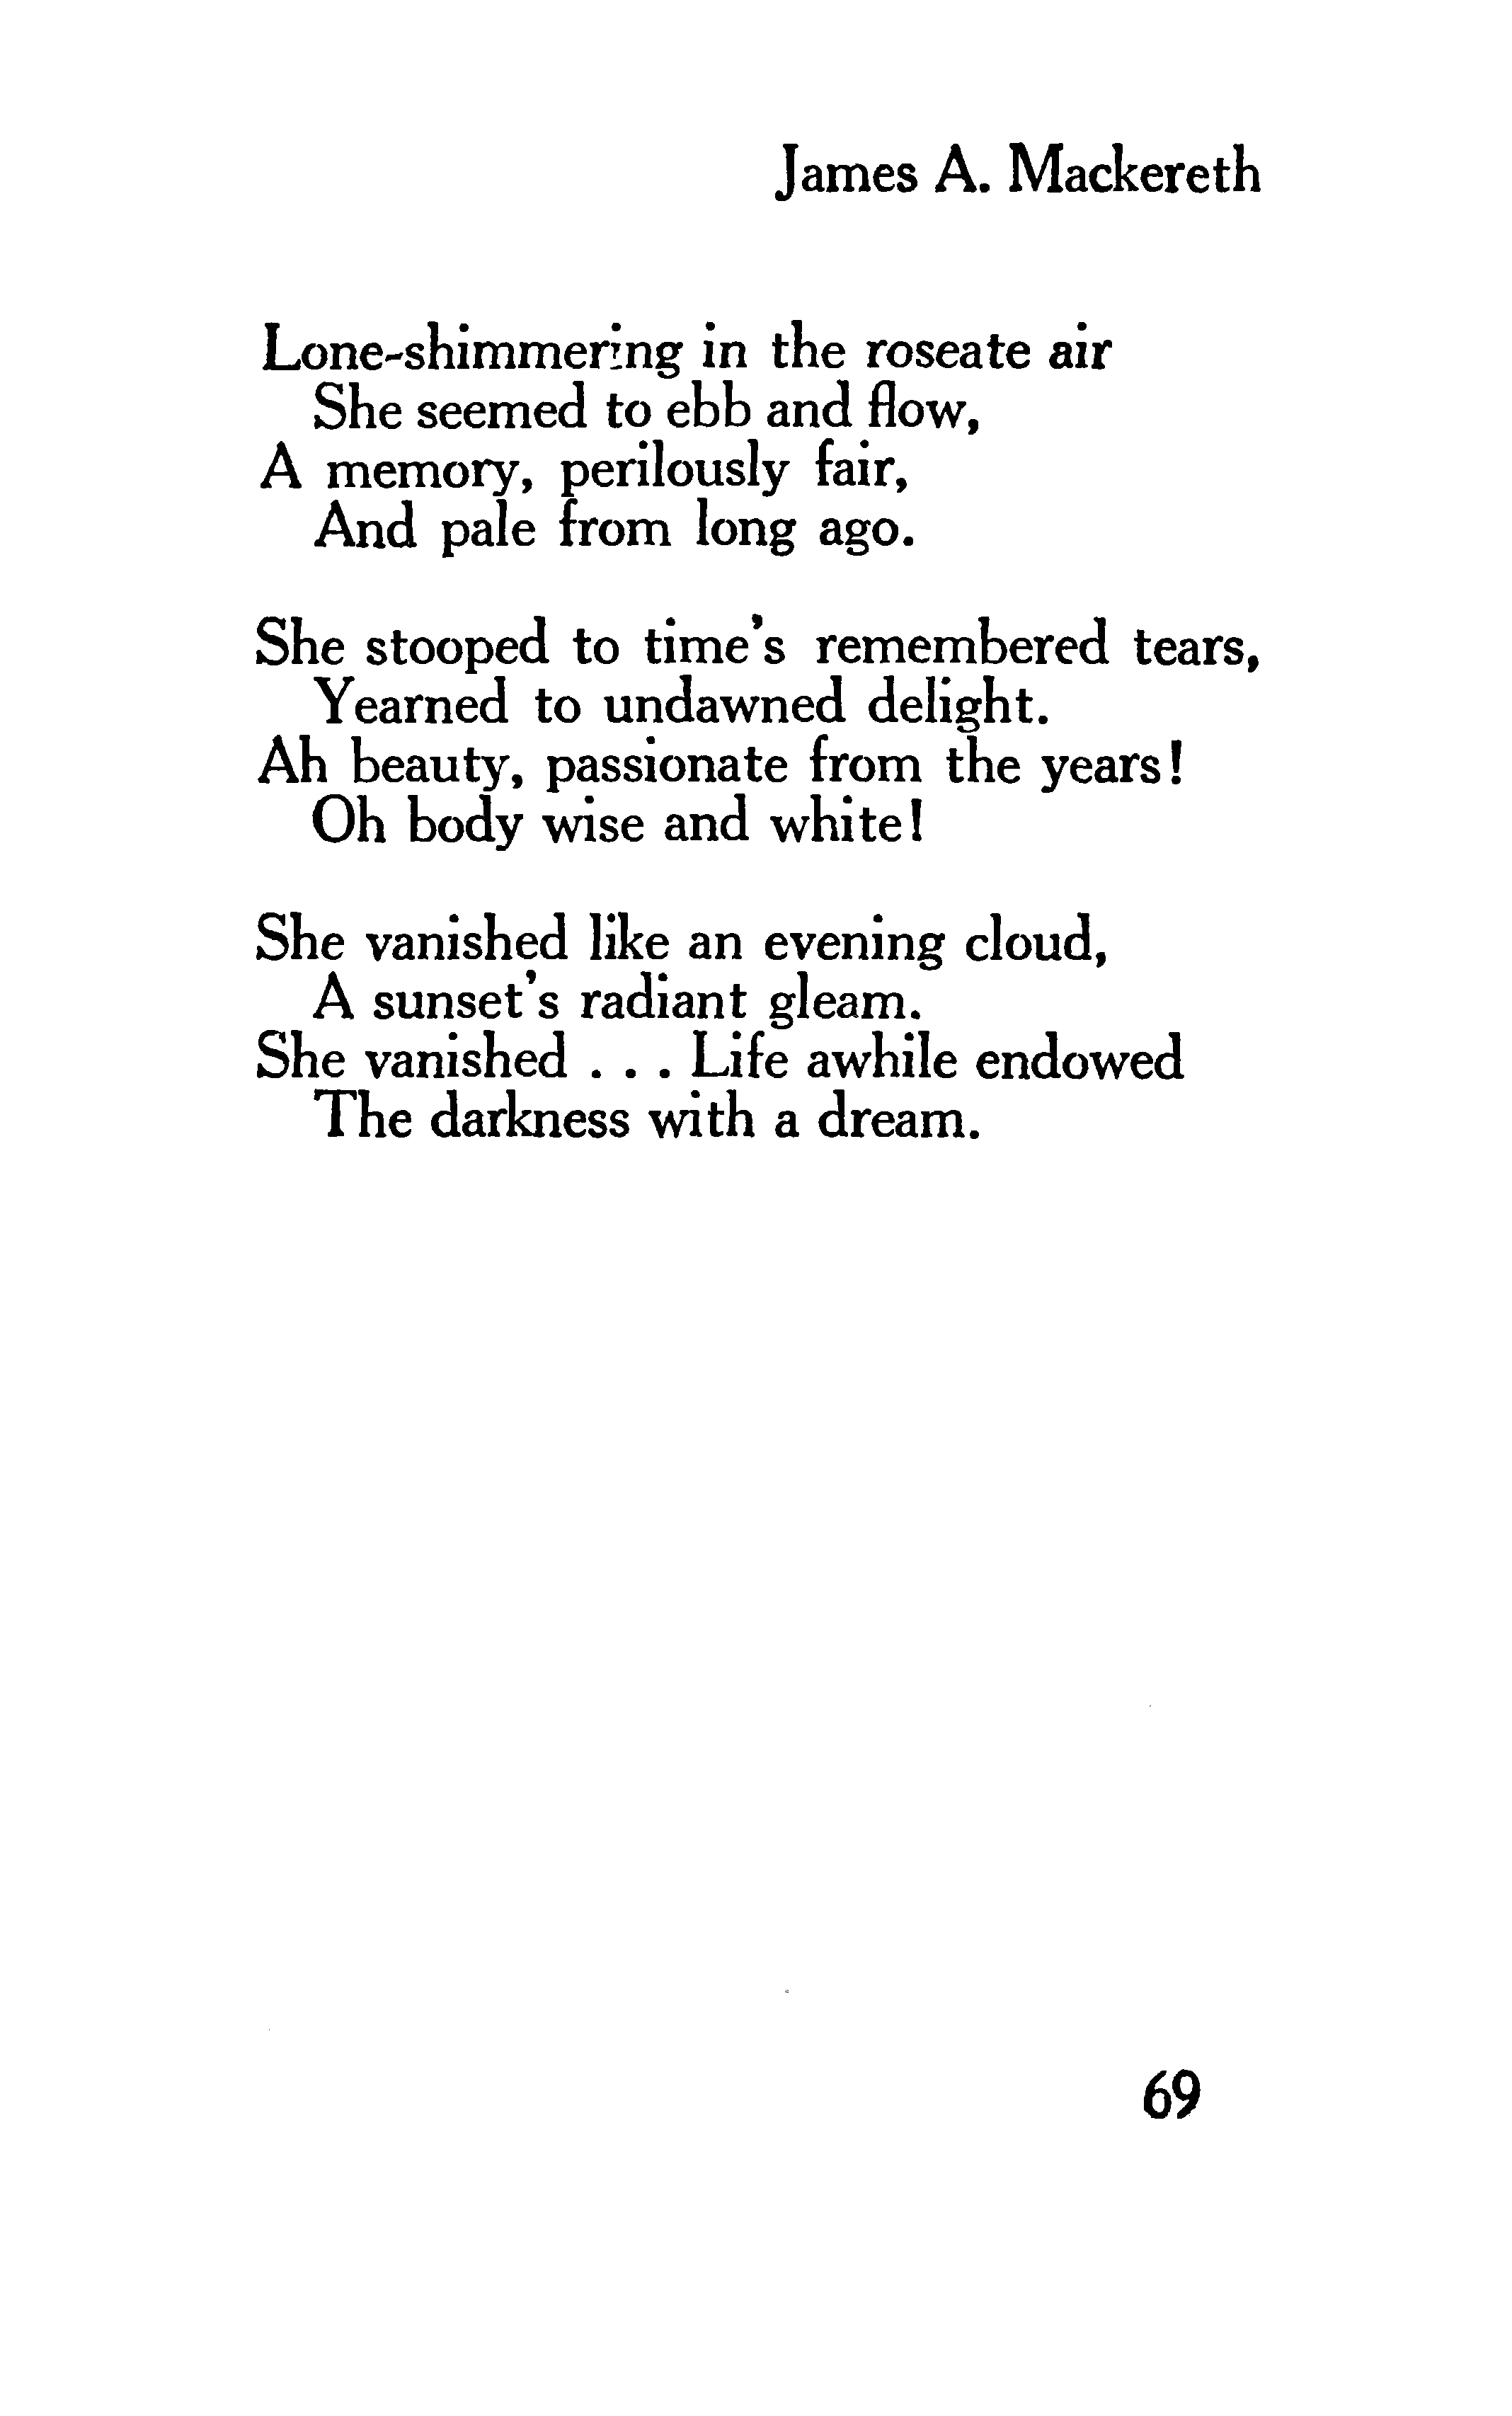 James A. Mackereth
Lone-shimmering in the roseate air
She seemed to ebb and flow,
A memory, perilously fair,
And pale from long ago.
She stooped to time's remembered tears,
Yearned to undawned delight.
Ah beauty, passionate from the years!
Oh body wise and white!
She vanished like an evening cloud,
A sunset's radiant gleam.
She vanished . . . Life awhile endowed
The darkness with a dream.
69